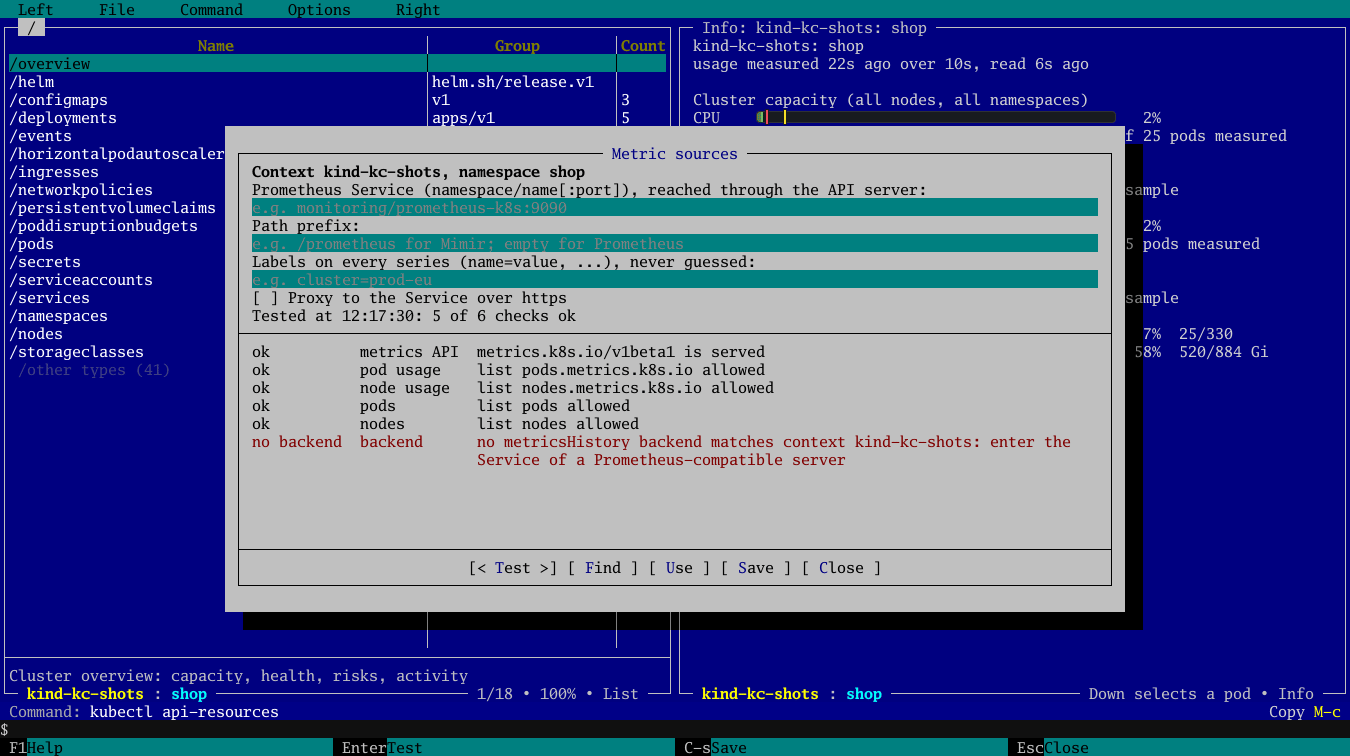 Left File Command Options Right
/
Info: kind-kc-shots: shop
Name Group Count
kind-kc-shots: shop
/overview
usage measured 22s ago over 10s, read 6s ago
/helm helm.sh/release.v1
/configmaps v1 3
Cluster capacity (all nodes, all namespaces)
/deployments apps/v1 5
CPU 2%
/events
f 25 pods measured
/horizontalpodautoscaler
Metric sources
/ingresses
Context kind-kc-shots, namespace shop
/networkpolicies
Prometheus Service (namespace/name[:port]), reached through the API server:
sample
/persistentvolumeclaims
e.g. monitoring/prometheus-k8s:9090
/poddisruptionbudgets
Path prefix:
2%
/pods
e.g. /prometheus for Mimir; empty for Prometheus
5 pods measured
/secrets
Labels on every series (name=value, ...), never guessed:
/serviceaccounts
e.g. cluster=prod-eu
/services
[ ] Proxy to the Service over https
sample
/namespaces
Tested at 12:17:30: 5 of 6 checks ok
/nodes
7% 25/330
/storageclasses
ok metrics API metrics.k8s.io/v1beta1 is served
58% 520/884 Gi
/other types (41)
ok pod usage list pods.metrics.k8s.io allowed
ok node usage list nodes.metrics.k8s.io allowed
ok pods list pods allowed
ok nodes list nodes allowed
no backend backend no metricsHistory backend matches context kind-kc-shots: enter the
Service of a Prometheus-compatible server
[< Test >] [ Find ] [ Use ] [ Save ] [ Close ]
Cluster overview: capacity, health, risks, activity
kind-kc-shots : shop 1/18 • 100% • List
kind-kc-shots : shop Down selects a pod • Info
Command: kubectl api-resources
Copy M-c
$
F1Help EnterTest C-sSave EscClose